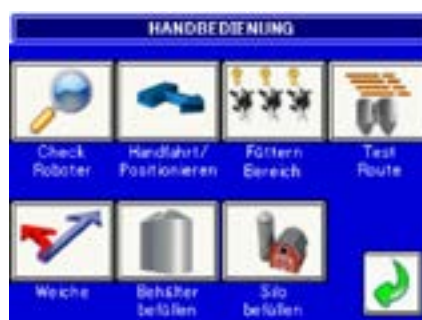 HANDBEDIENUNG
Check
Roboter
Handfahrt/
Positionieren
Füttern
Bereich
Test
Route
Weiche
Behälter
befüllen
Silo
befüllen